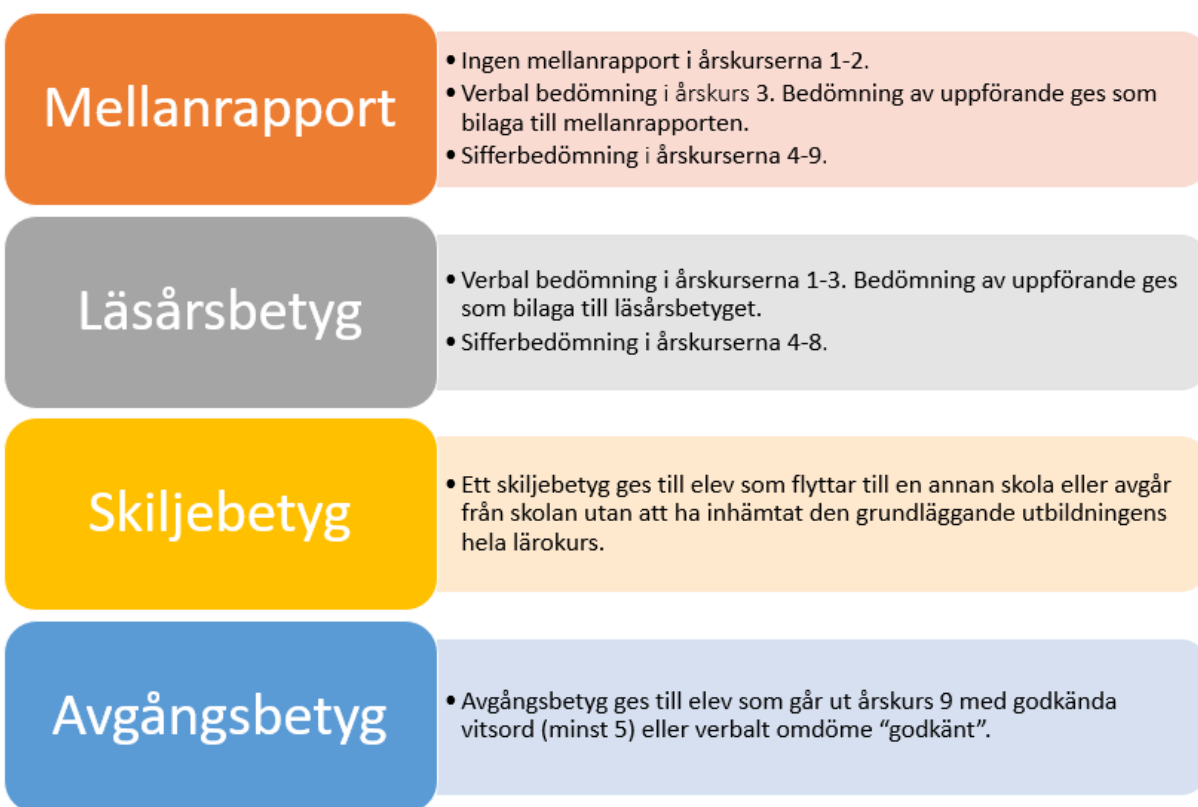 Mellanrapport
• Ingen mellanrapport i årskurserna 1-2.
• Verbal bedömning i årskurs 3. Bedömning av uppförande ges som
bilaga till mellanrapporten.
• Sifferbedömning i årskurserna 4-9.
Läsårsbetyg
• Verbal bedömning i årskurserna 1-3. Bedömning av uppförande ges
som bilaga till läsårsbetyget.
• Sifferbedömning i årskurserna 4-8.
Skiljebetyg
• Ett skiljebetyg ges till elev som flyttar till en annan skola eller avgår
från skolan utan att ha inhämtat den grundläggande utbildningens
hela lärokurs.
Avgångsbetyg
• Avgångsbetyg ges till elev som går ut årskurs 9 med godkända
vitsord (minst 5) eller verbalt omdöme “godkänt”.